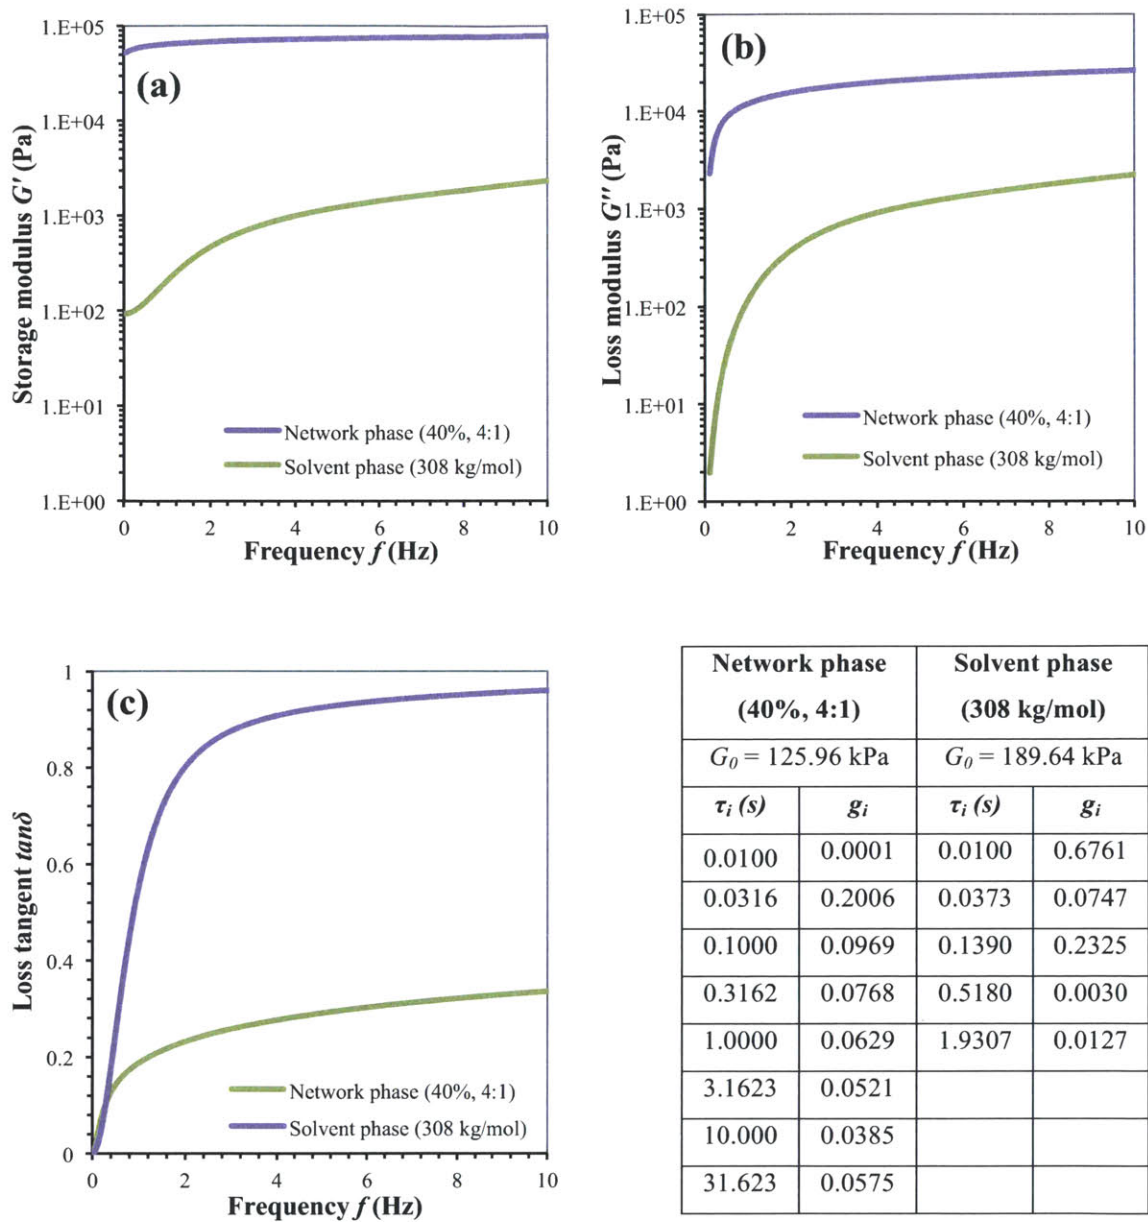 1.E+05
1.E+04
1.E+03
1.E+02
1.E+01
1.E+00
Storage modulus G′ (Pa)
(a)
Network phase (40%, 4:1)
Solvent phase (308 kg/mol)
0 2 4 6 8 10
Frequency f (Hz)
1.E+05
1.E+04
1.E+03
1.E+02
1.E+01
1.E+00
Loss modulus G″ (Pa)
(b)
Network phase (40%, 4:1)
Solvent phase (308 kg/mol)
0 2 4 6 8 10
Frequency f (Hz)
1
0.8
0.6
0.4
0.2
0
Loss tangent tanδ
(c)
Network phase (40%, 4:1)
Solvent phase (308 kg/mol)
0 2 4 6 8 10
Frequency f (Hz)
Network phase Solvent phase
(40%, 4:1) (308 kg/mol)
G₀ = 125.96 kPa G₀ = 189.64 kPa
τᵢ (s) gᵢ τᵢ (s) gᵢ
0.0100 0.0001 0.0100 0.6761
0.0316 0.2006 0.0373 0.0747
0.1000 0.0969 0.1390 0.2325
0.3162 0.0768 0.5180 0.0030
1.0000 0.0629 1.9307 0.0127
3.1623 0.0521
10.000 0.0385
31.623 0.0575